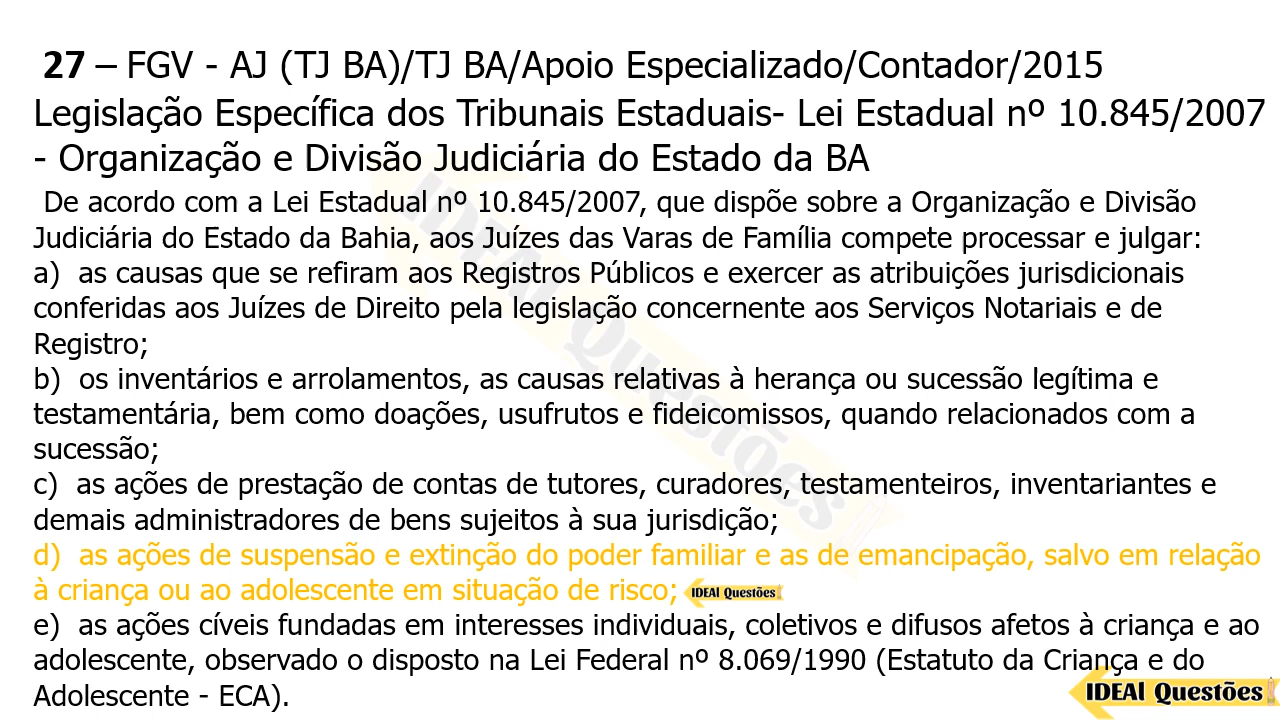 27 – FGV - AJ (TJ BA)/TJ BA/Apoio Especializado/Contador/2015
Legislação Específica dos Tribunais Estaduais- Lei Estadual nº 10.845/2007
- Organização e Divisão Judiciária do Estado da BA
De acordo com a Lei Estadual nº 10.845/2007, que dispõe sobre a Organização e Divisão
Judiciária do Estado da Bahia, aos Juízes das Varas de Família compete processar e julgar:
a) as causas que se refiram aos Registros Públicos e exercer as atribuições jurisdicionais
conferidas aos Juízes de Direito pela legislação concernente aos Serviços Notariais e de
Registro;
b) os inventários e arrolamentos, as causas relativas à herança ou sucessão legítima e
testamentária, bem como doações, usufrutos e fideicomissos, quando relacionados com a
sucessão;
c) as ações de prestação de contas de tutores, curadores, testamenteiros, inventariantes e
demais administradores de bens sujeitos à sua jurisdição;
d) as ações de suspensão e extinção do poder familiar e as de emancipação, salvo em relação
à criança ou ao adolescente em situação de risco; IDEAl Questões
e) as ações cíveis fundadas em interesses individuais, coletivos e difusos afetos à criança e ao
adolescente, observado o disposto na Lei Federal nº 8.069/1990 (Estatuto da Criança e do
Adolescente - ECA).
IDEAl Questões
IDEAl Questões